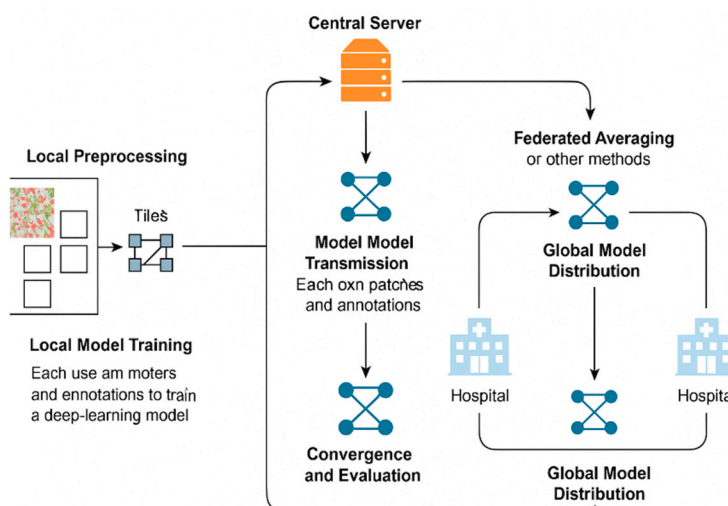 Central Server
Local Preprocessing
Tiles
Local Model Training
Each use am moters
and ennotations to train
a deep-learning model
Model Model
Transmission
Each oxn patches
and annotations
Convergence
and Evaluation
Federated Averaging
or other methods
Global Model
Distribution
Hospital
Hospita
Global Model
Distribution